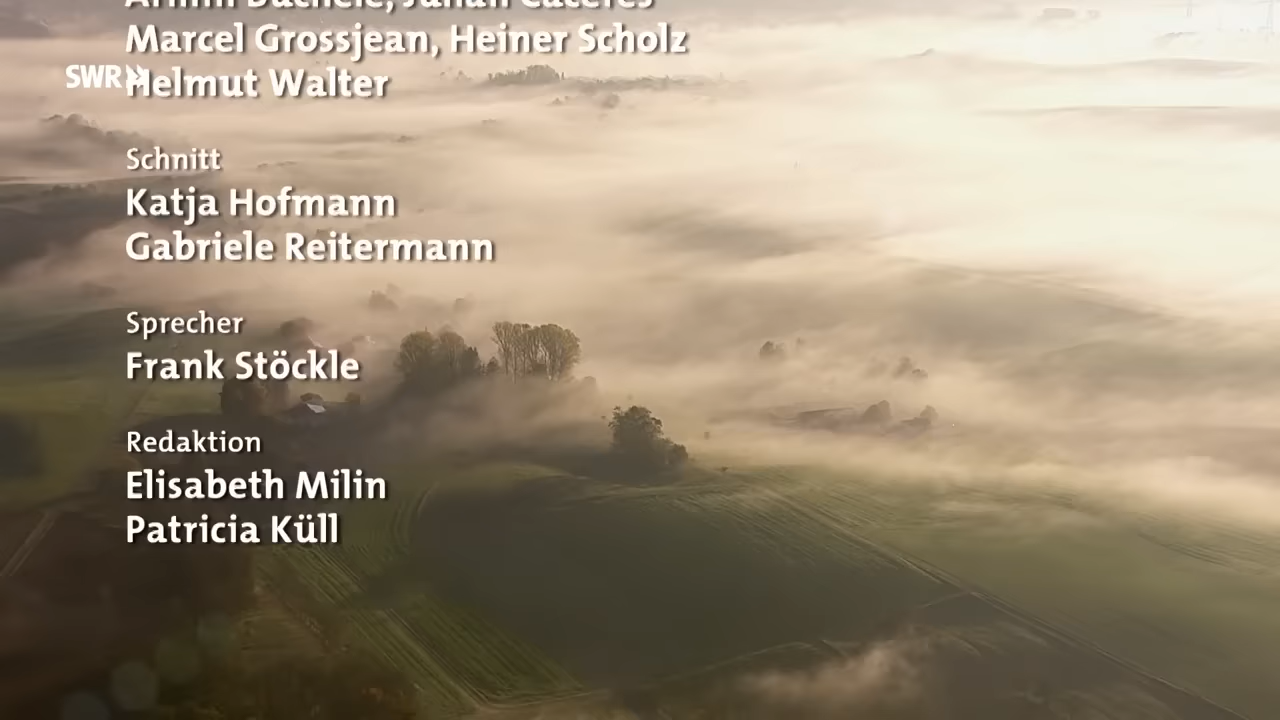 Marcel Grossjean, Heiner Scholz
SWR
Helmut Walter
Schnitt
Katja Hofmann
Gabriele Reitermann
Sprecher
Frank Stöckle
Redaktion
Elisabeth Milin
Patricia Küll